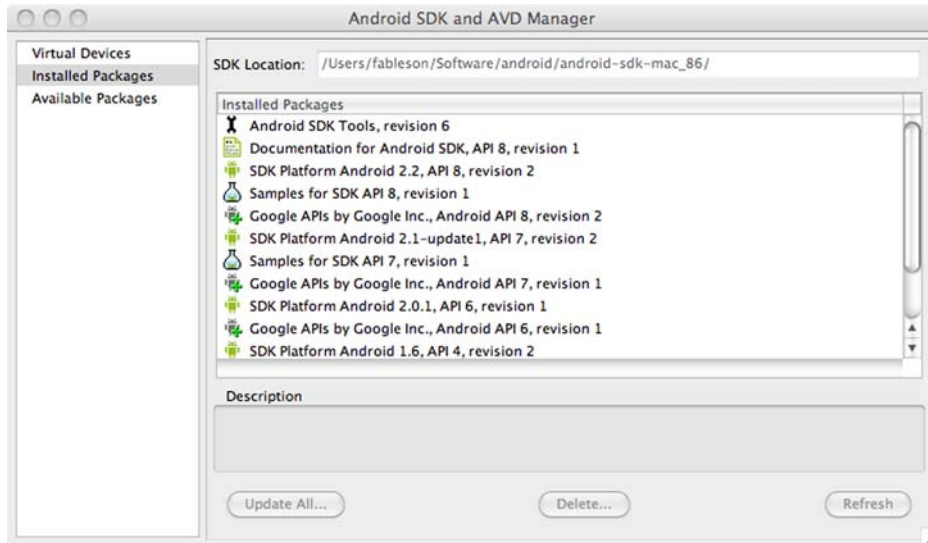 Android SDK and AVD Manager
Virtual Devices
Installed Packages
Available Packages
SDK Location: /Users/fableson/Software/android/android-sdk-mac_86/
Installed Packages
Android SDK Tools, revision 6
Documentation for Android SDK, API 8, revision 1
SDK Platform Android 2.2, API 8, revision 2
Samples for SDK API 8, revision 1
Google APIs by Google Inc., Android API 8, revision 2
SDK Platform Android 2.1-update1, API 7, revision 2
Samples for SDK API 7, revision 1
Google APIs by Google Inc., Android API 7, revision 1
SDK Platform Android 2.0.1, API 6, revision 1
Google APIs by Google Inc., Android API 6, revision 1
SDK Platform Android 1.6, API 4, revision 2
Description
Update All...
Delete...
Refresh